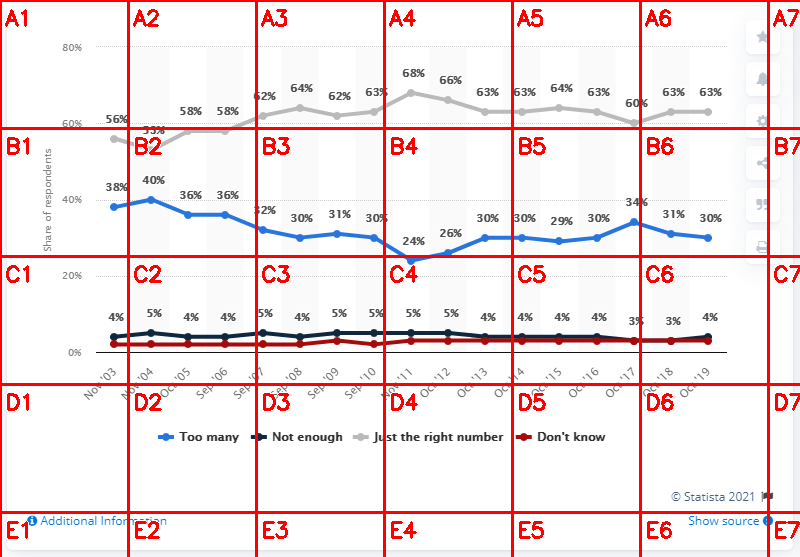 A1 A2 A3 A4 A5 A6 A7
80%
68%
66%
64% 64%
62% 62% 63% 63% 63% 63% 63% 63%
58% 58% 60%
60%
56% 53%
B1 B2 B3 B4 B5 B6 B7
Share of respondents
40%
38% 40% 36% 36% 32% 30% 31% 30% 24% 26% 30% 30% 29% 30% 34% 31% 30%
C1 C2 C3 C4 C5 C6 C7
20%
4% 5% 4% 4% 5% 4% 5% 5% 5% 5% 4% 4% 4% 4% 3% 3% 4%
0%
Nov '03 Nov '04 Oct '05 Sep '06 Sep '07 Sep '08 Sep '09 Sep '10 Nov '11 Oct '12 Oct '13 Oct '14 Oct '15 Oct '16 Oct '17 Oct '18 Oct '19
D1 D2 D3 D4 D5 D6 D7
Too many Not enough Just the right number Don't know
© Statista 2021
Additional Information Show source
E1 E2 E3 E4 E5 E6 E7